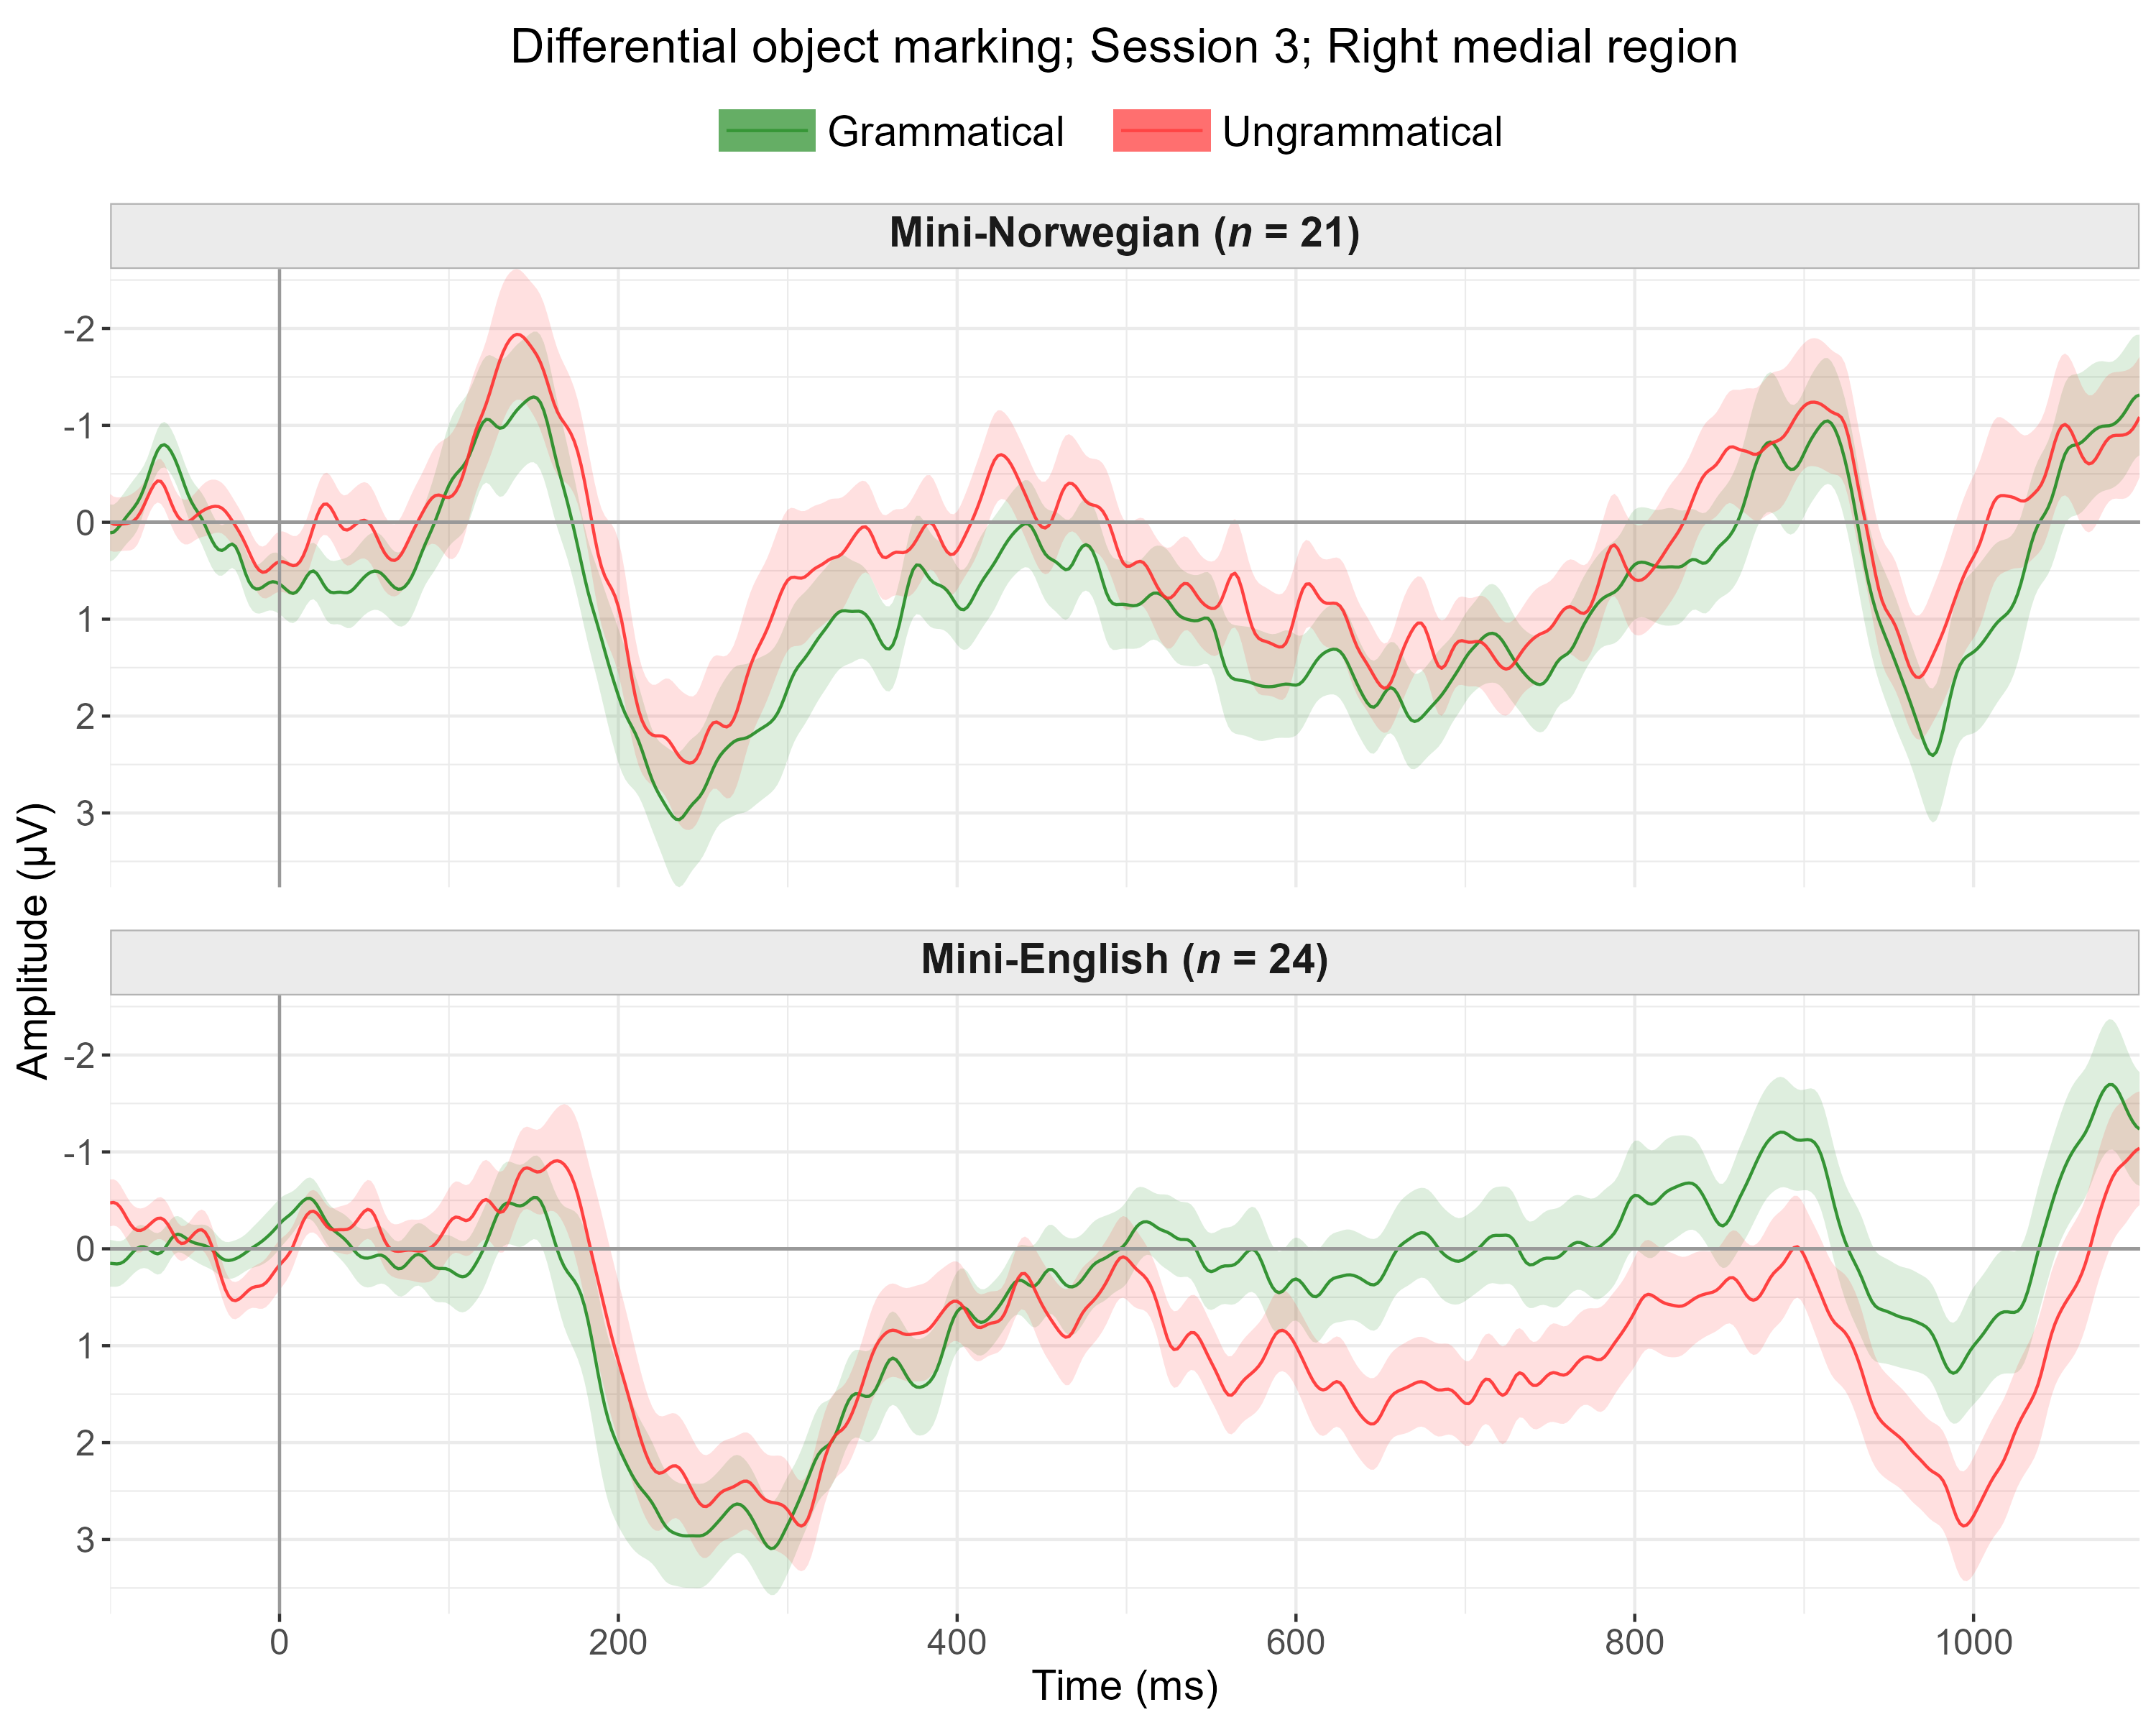 Differential object marking; Session 3; Right medial region
Grammatical Ungrammatical
Mini-Norwegian (n = 21)
-2
-1
0
1
2
3
Amplitude (µV)
Mini-English (n = 24)
-2
-1
0
1
2
3
0 200 400 600 800 1000
Time (ms)